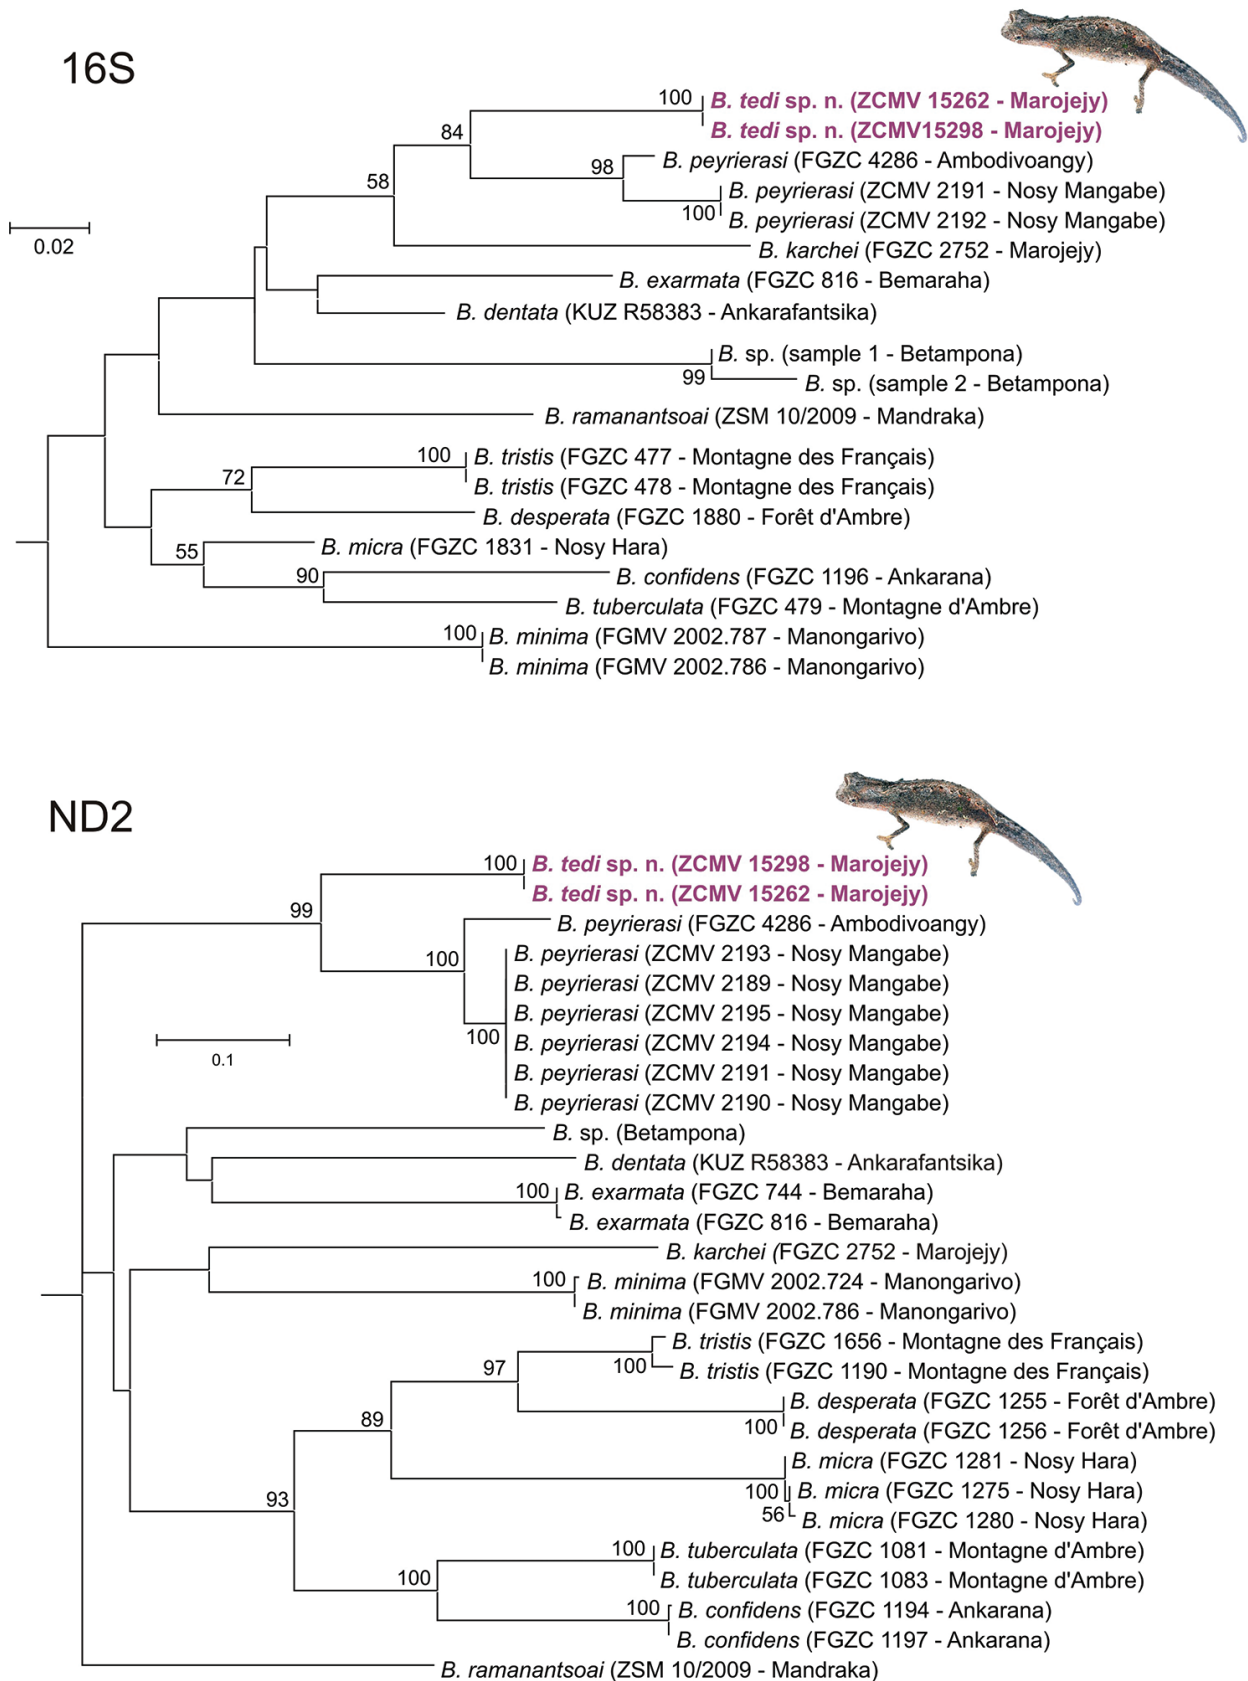 16S
100
B. tedi sp. n. (ZCMV 15262 - Marojejy)
B. tedi sp. n. (ZCMV15298 - Marojejy)
84
B. peyrierasi (FGZC 4286 - Ambodivoangy)
98
58
B. peyrierasi (ZCMV 2191 - Nosy Mangabe)
100
B. peyrierasi (ZCMV 2192 - Nosy Mangabe)
0.02
B. karchei (FGZC 2752 - Marojejy)
B. exarmata (FGZC 816 - Bemaraha)
B. dentata (KUZ R58383 - Ankarafantsika)
B. sp. (sample 1 - Betampona)
99
B. sp. (sample 2 - Betampona)
B. ramanantsoai (ZSM 10/2009 - Mandraka)
100
B. tristis (FGZC 477 - Montagne des Français)
72
B. tristis (FGZC 478 - Montagne des Français)
B. desperata (FGZC 1880 - Forêt d'Ambre)
55
B. micra (FGZC 1831 - Nosy Hara)
90
B. confidens (FGZC 1196 - Ankarana)
B. tuberculata (FGZC 479 - Montagne d'Ambre)
100
B. minima (FGMV 2002.787 - Manongarivo)
B. minima (FGMV 2002.786 - Manongarivo)
ND2
100
B. tedi sp. n. (ZCMV 15298 - Marojejy)
B. tedi sp. n. (ZCMV 15262 - Marojejy)
99
B. peyrierasi (FGZC 4286 - Ambodivoangy)
100
B. peyrierasi (ZCMV 2193 - Nosy Mangabe)
B. peyrierasi (ZCMV 2189 - Nosy Mangabe)
B. peyrierasi (ZCMV 2195 - Nosy Mangabe)
100
B. peyrierasi (ZCMV 2194 - Nosy Mangabe)
0.1
B. peyrierasi (ZCMV 2191 - Nosy Mangabe)
B. peyrierasi (ZCMV 2190 - Nosy Mangabe)
B. sp. (Betampona)
B. dentata (KUZ R58383 - Ankarafantsika)
100
B. exarmata (FGZC 744 - Bemaraha)
B. exarmata (FGZC 816 - Bemaraha)
B. karchei (FGZC 2752 - Marojejy)
100
B. minima (FGMV 2002.724 - Manongarivo)
B. minima (FGMV 2002.786 - Manongarivo)
B. tristis (FGZC 1656 - Montagne des Français)
97
100
B. tristis (FGZC 1190 - Montagne des Français)
B. desperata (FGZC 1255 - Forêt d'Ambre)
89
100
B. desperata (FGZC 1256 - Forêt d'Ambre)
B. micra (FGZC 1281 - Nosy Hara)
93
100
B. micra (FGZC 1275 - Nosy Hara)
56
B. micra (FGZC 1280 - Nosy Hara)
100
B. tuberculata (FGZC 1081 - Montagne d'Ambre)
100
B. tuberculata (FGZC 1083 - Montagne d'Ambre)
100
B. confidens (FGZC 1194 - Ankarana)
B. confidens (FGZC 1197 - Ankarana)
B. ramanantsoai (ZSM 10/2009 - Mandraka)